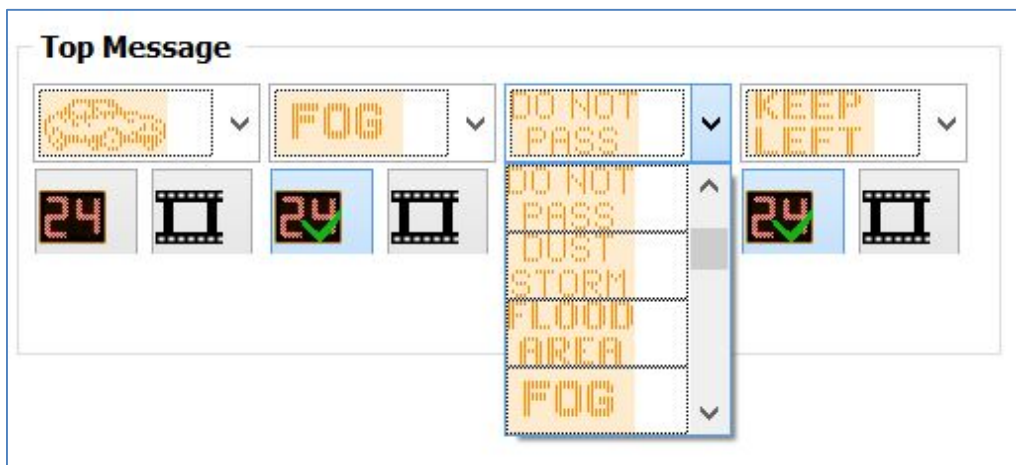 Top Message
FOG
DO NOT
PASS
KEEP
LEFT
24
24
24
DO NOT
PASS
DUST
STORM
FLOOD
AREA
FOG